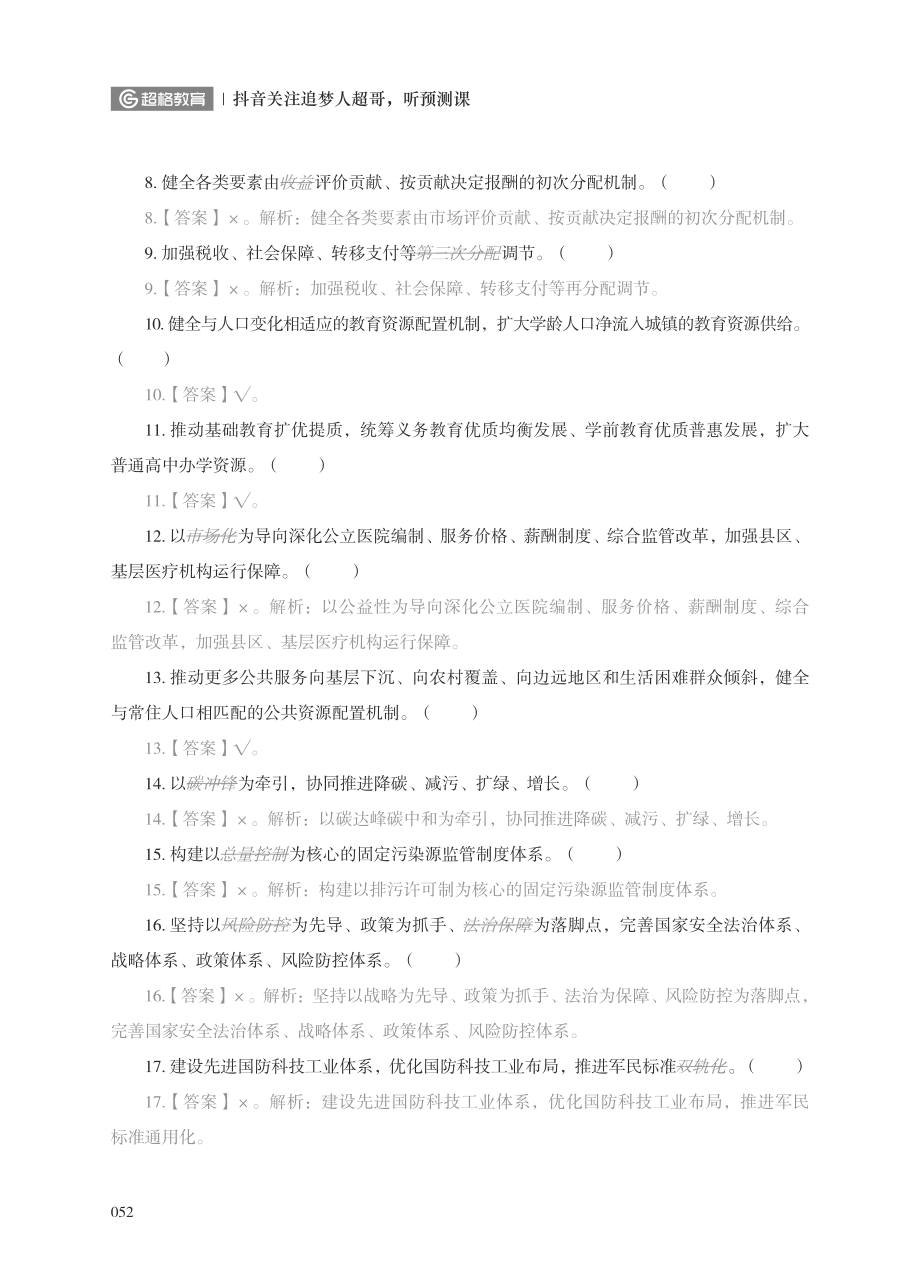 超格教育 | 抖音关注追梦人超哥，听预测课
8. 健全各类要素由收益评价贡献、按贡献决定报酬的初次分配机制。（　　）
8.【答案】×。解析：健全各类要素由市场评价贡献、按贡献决定报酬的初次分配机制。
9. 加强税收、社会保障、转移支付等第三次分配调节。（　　）
9.【答案】×。解析：加强税收、社会保障、转移支付等再分配调节。
10. 健全与人口变化相适应的教育资源配置机制，扩大学龄人口净流入城镇的教育资源供给。
（　　）
10.【答案】√。
11. 推动基础教育扩优提质，统筹义务教育优质均衡发展、学前教育优质普惠发展，扩大
普通高中办学资源。（　　）
11.【答案】√。
12. 以市场化为导向深化公立医院编制、服务价格、薪酬制度、综合监管改革，加强县区、
基层医疗机构运行保障。（　　）
12.【答案】×。解析：以公益性为导向深化公立医院编制、服务价格、薪酬制度、综合
监管改革，加强县区、基层医疗机构运行保障。
13. 推动更多公共服务向基层下沉、向农村覆盖、向边远地区和生活困难群众倾斜，健全
与常住人口相匹配的公共资源配置机制。（　　）
13.【答案】√。
14. 以碳冲锋为牵引，协同推进降碳、减污、扩绿、增长。（　　）
14.【答案】×。解析：以碳达峰碳中和为牵引，协同推进降碳、减污、扩绿、增长。
15. 构建以总量控制为核心的固定污染源监管制度体系。（　　）
15.【答案】×。解析：构建以排污许可制为核心的固定污染源监管制度体系。
16. 坚持以风险防控为先导、政策为抓手、法治保障为落脚点，完善国家安全法治体系、
战略体系、政策体系、风险防控体系。（　　）
16.【答案】×。解析：坚持以战略为先导、政策为抓手、法治为保障、风险防控为落脚点，
完善国家安全法治体系、战略体系、政策体系、风险防控体系。
17. 建设先进国防科技工业体系，优化国防科技工业布局，推进军民标准双轨化。（　　）
17.【答案】×。解析：建设先进国防科技工业体系，优化国防科技工业布局，推进军民
标准通用化。
052